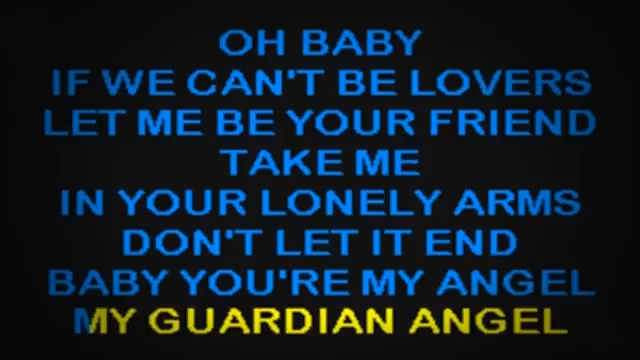 OH BABY
IF WE CAN'T BE LOVERS
LET ME BE YOUR FRIEND
TAKE ME
IN YOUR LONELY ARMS
DON'T LET IT END
BABY YOU'RE MY ANGEL
MY GUARDIAN ANGEL